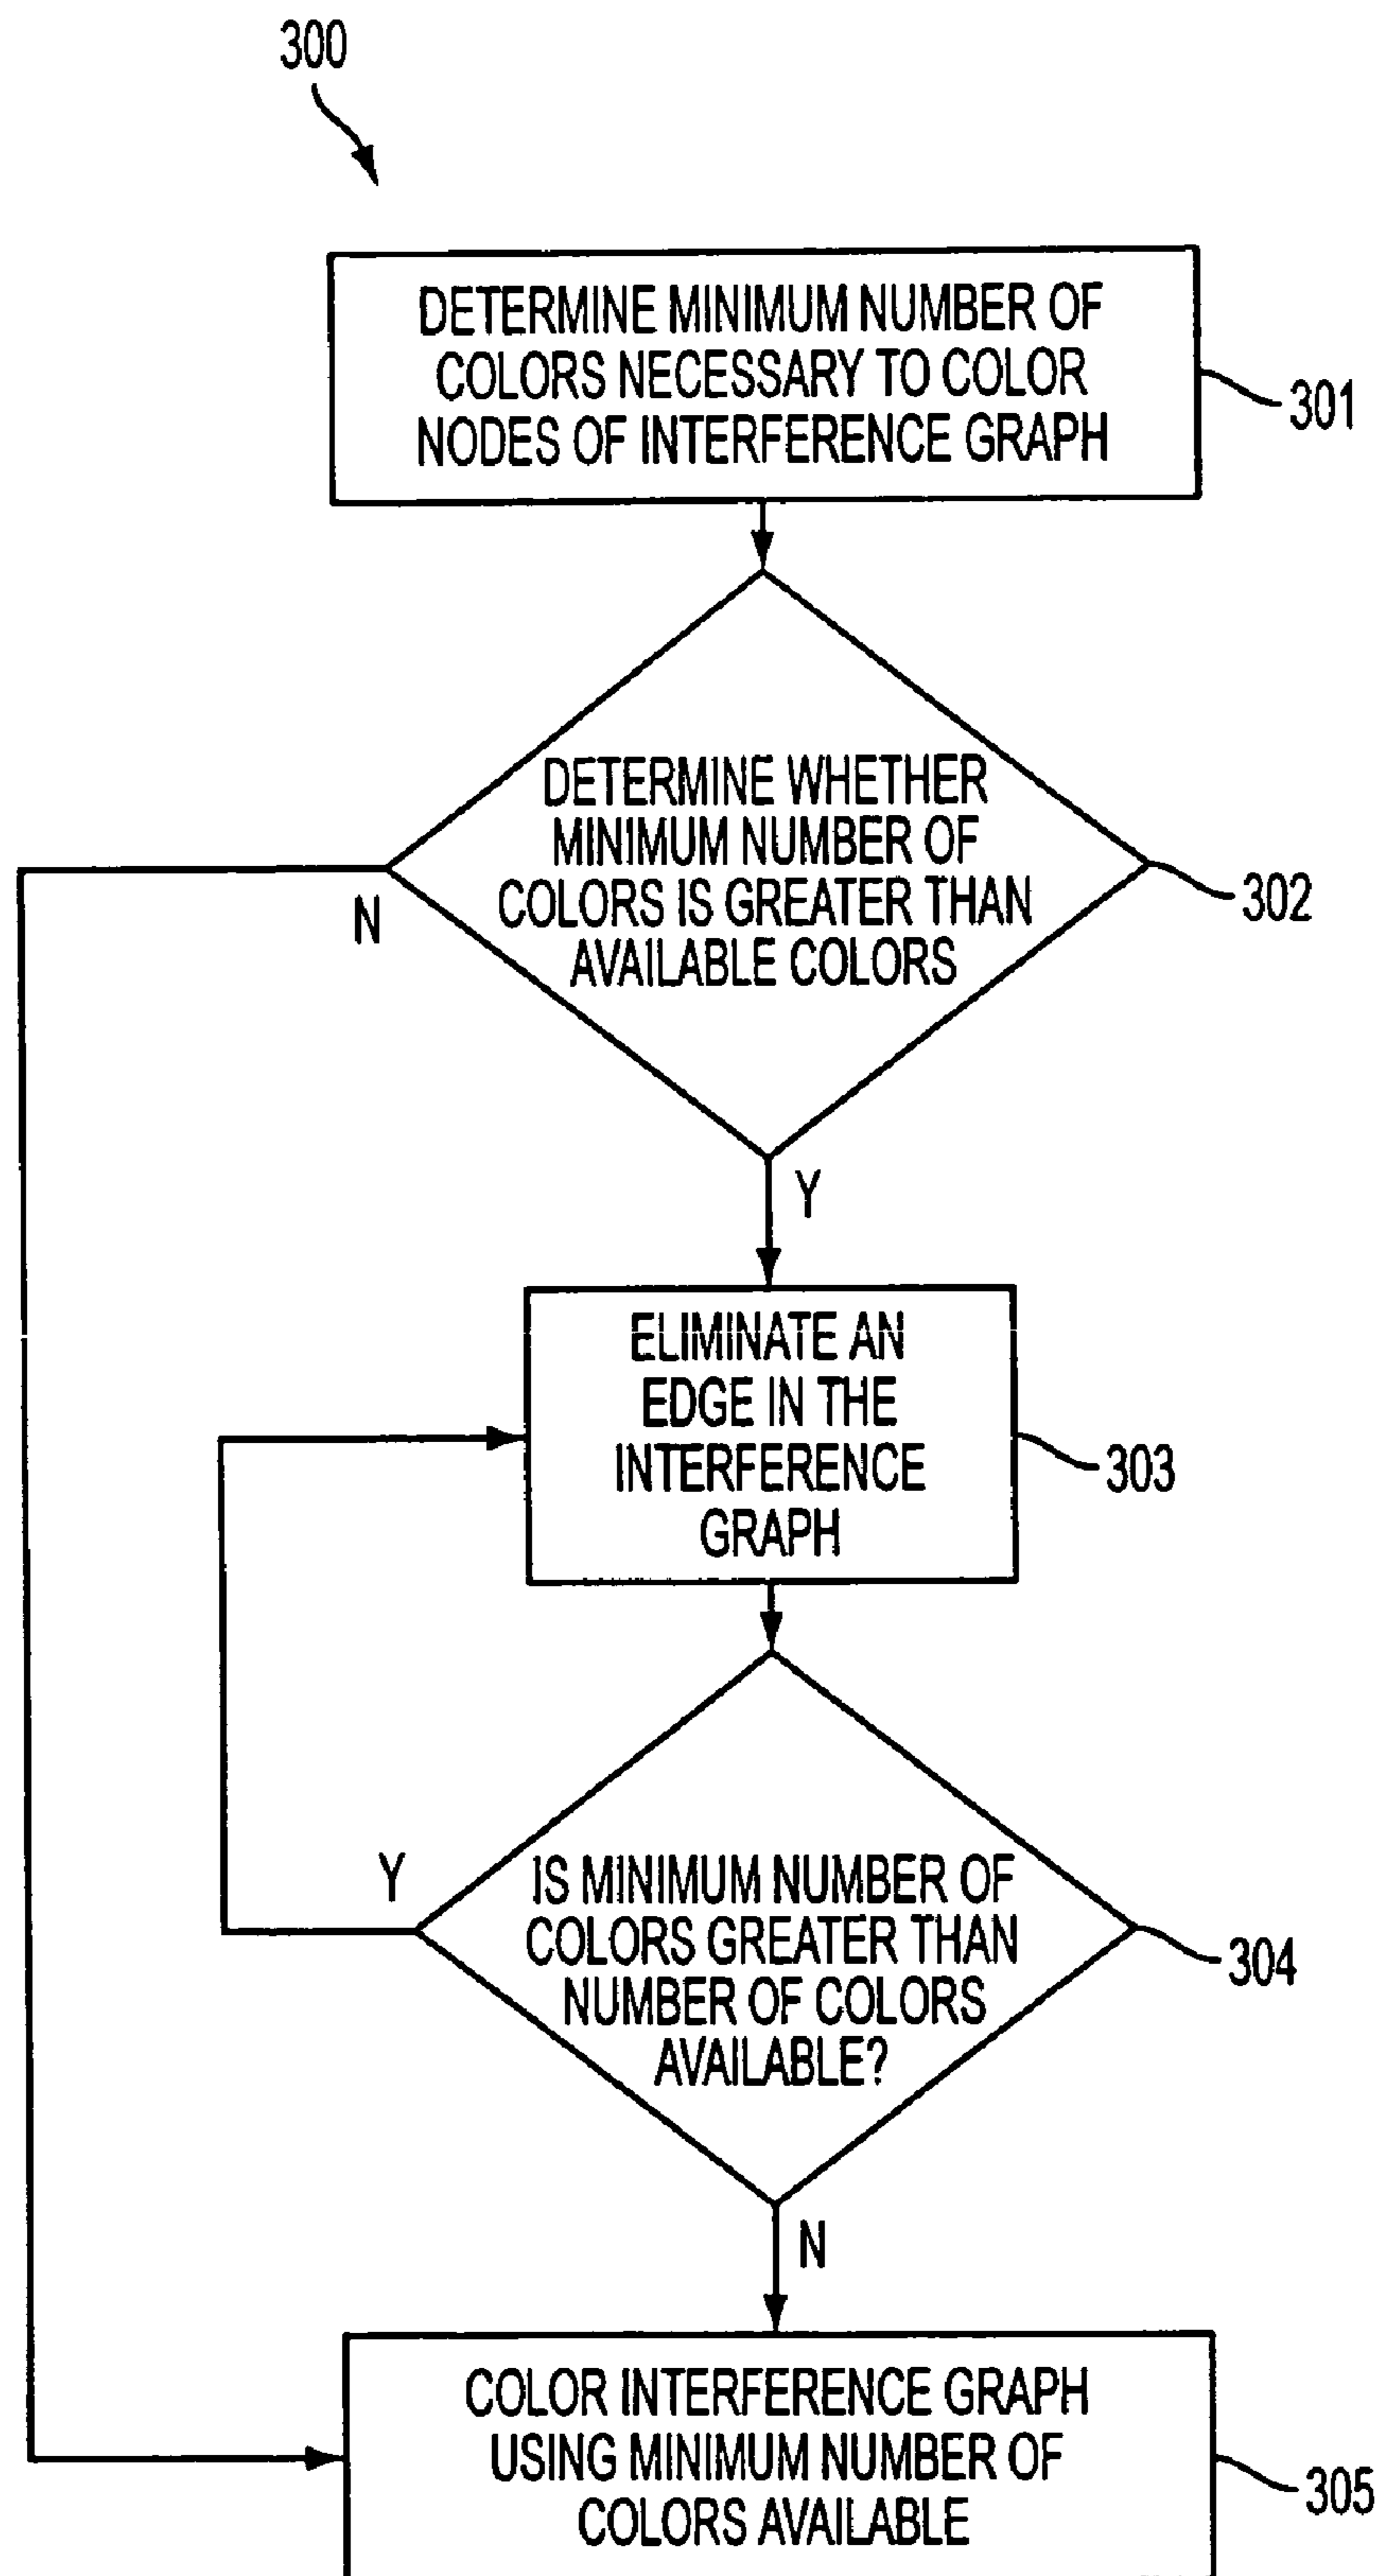 300
DETERMINE MINIMUM NUMBER OF
COLORS NECESSARY TO COLOR
NODES OF INTERFERENCE GRAPH
301
DETERMINE WHETHER
MINIMUM NUMBER OF
COLORS IS GREATER THAN
AVAILABLE COLORS
302
N
Y
ELIMINATE AN
EDGE IN THE
INTERFERENCE
GRAPH
303
Y
IS MINIMUM NUMBER OF
COLORS GREATER THAN
NUMBER OF COLORS
AVAILABLE?
304
N
COLOR INTERFERENCE GRAPH
USING MINIMUM NUMBER OF
COLORS AVAILABLE
305